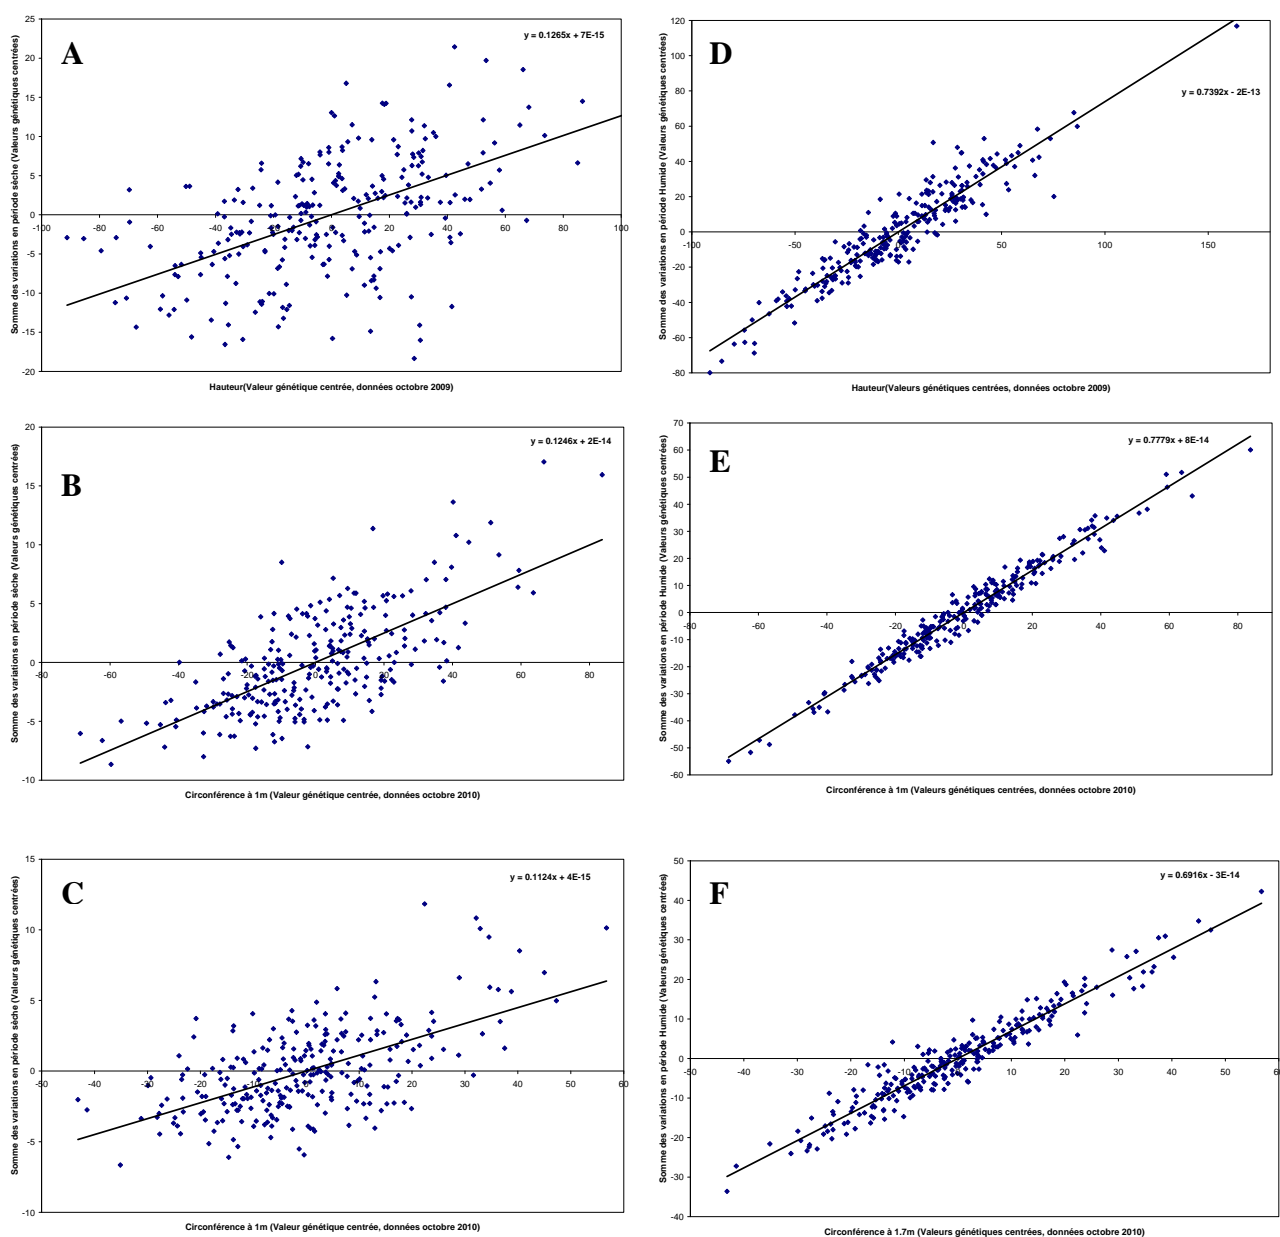 A
y = 0.1265x + 7E-15
Somme des variations en période sèche (Valeurs génétiques centrées)
25
20
15
10
5
0
-5
-10
-15
-20
-100 -80 -60 -40 -20 0 20 40 60 80 100
Hauteur(Valeur génétique centrée, données octobre 2009)
D
y = 0.7392x - 2E-13
Somme des variations en période Humide (Valeurs génétiques centrées)
120
100
80
60
40
20
0
-20
-40
-60
-80
-100 -50 0 50 100 150
Hauteur(Valeurs génétiques centrées, données octobre 2009)
B
y = 0.1246x + 2E-14
Somme des variations en période sèche (Valeurs génétiques centrées)
20
15
10
5
0
-5
-10
-80 -60 -40 -20 0 20 40 60 80
Circonférence à 1m (Valeur génétique centrée, données octobre 2010)
E
y = 0.7779x + 8E-14
Somme des variations en période Humide (Valeurs génétiques centrées)
70
60
50
40
30
20
10
0
-10
-20
-30
-40
-50
-60
-80 -60 -40 -20 0 20 40 60 80
Circonférence à 1m (Valeurs génétiques centrées, données octobre 2010)
C
y = 0.1124x + 4E-15
Somme des variations en période sèche (Valeurs génétiques centrées)
15
10
5
0
-5
-10
-50 -40 -30 -20 -10 0 10 20 30 40 50 60
Circonférence à 1m (Valeur génétique centrée, données octobre 2010)
F
y = 0.6916x - 3E-14
Somme des variations en période Humide (Valeurs génétiques centrées)
50
40
30
20
10
0
-10
-20
-30
-40
-50 -40 -30 -20 -10 0 10 20 30 40 50 60
Circonférence à 1.7m (Valeurs génétiques centrées, données octobre 2010)